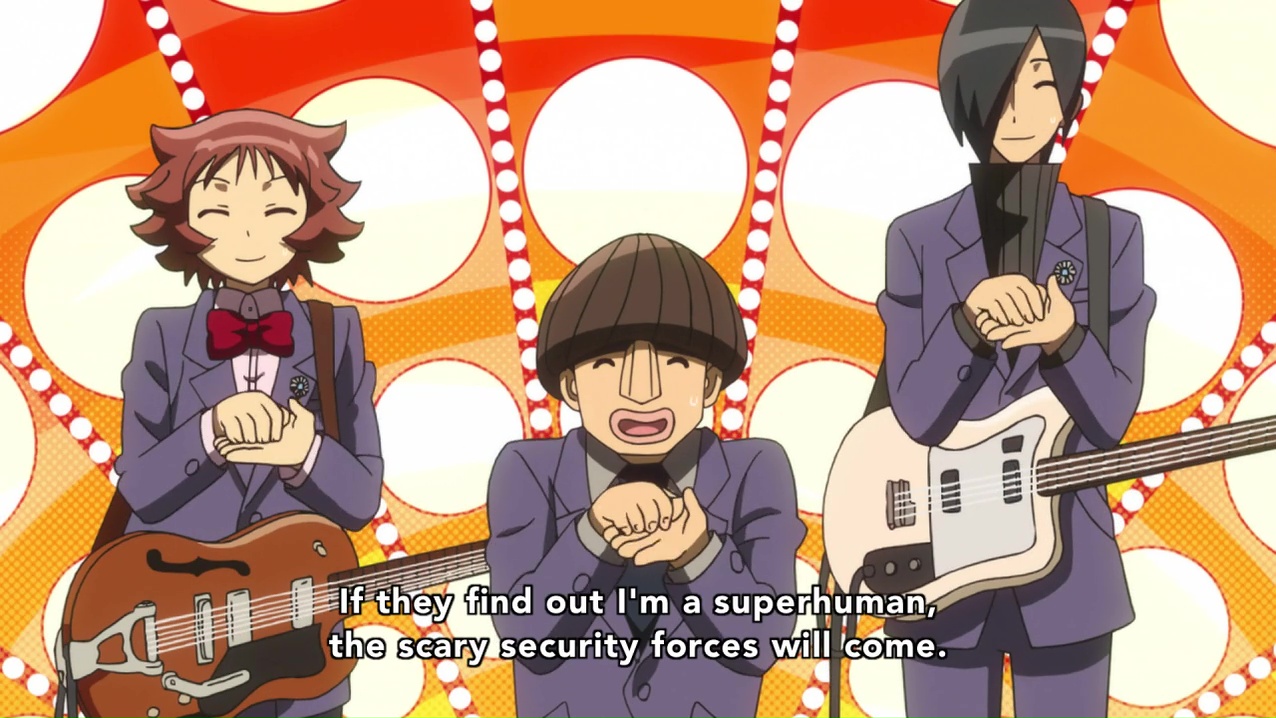 If they find out I'm a superhuman,
the scary security forces will come.